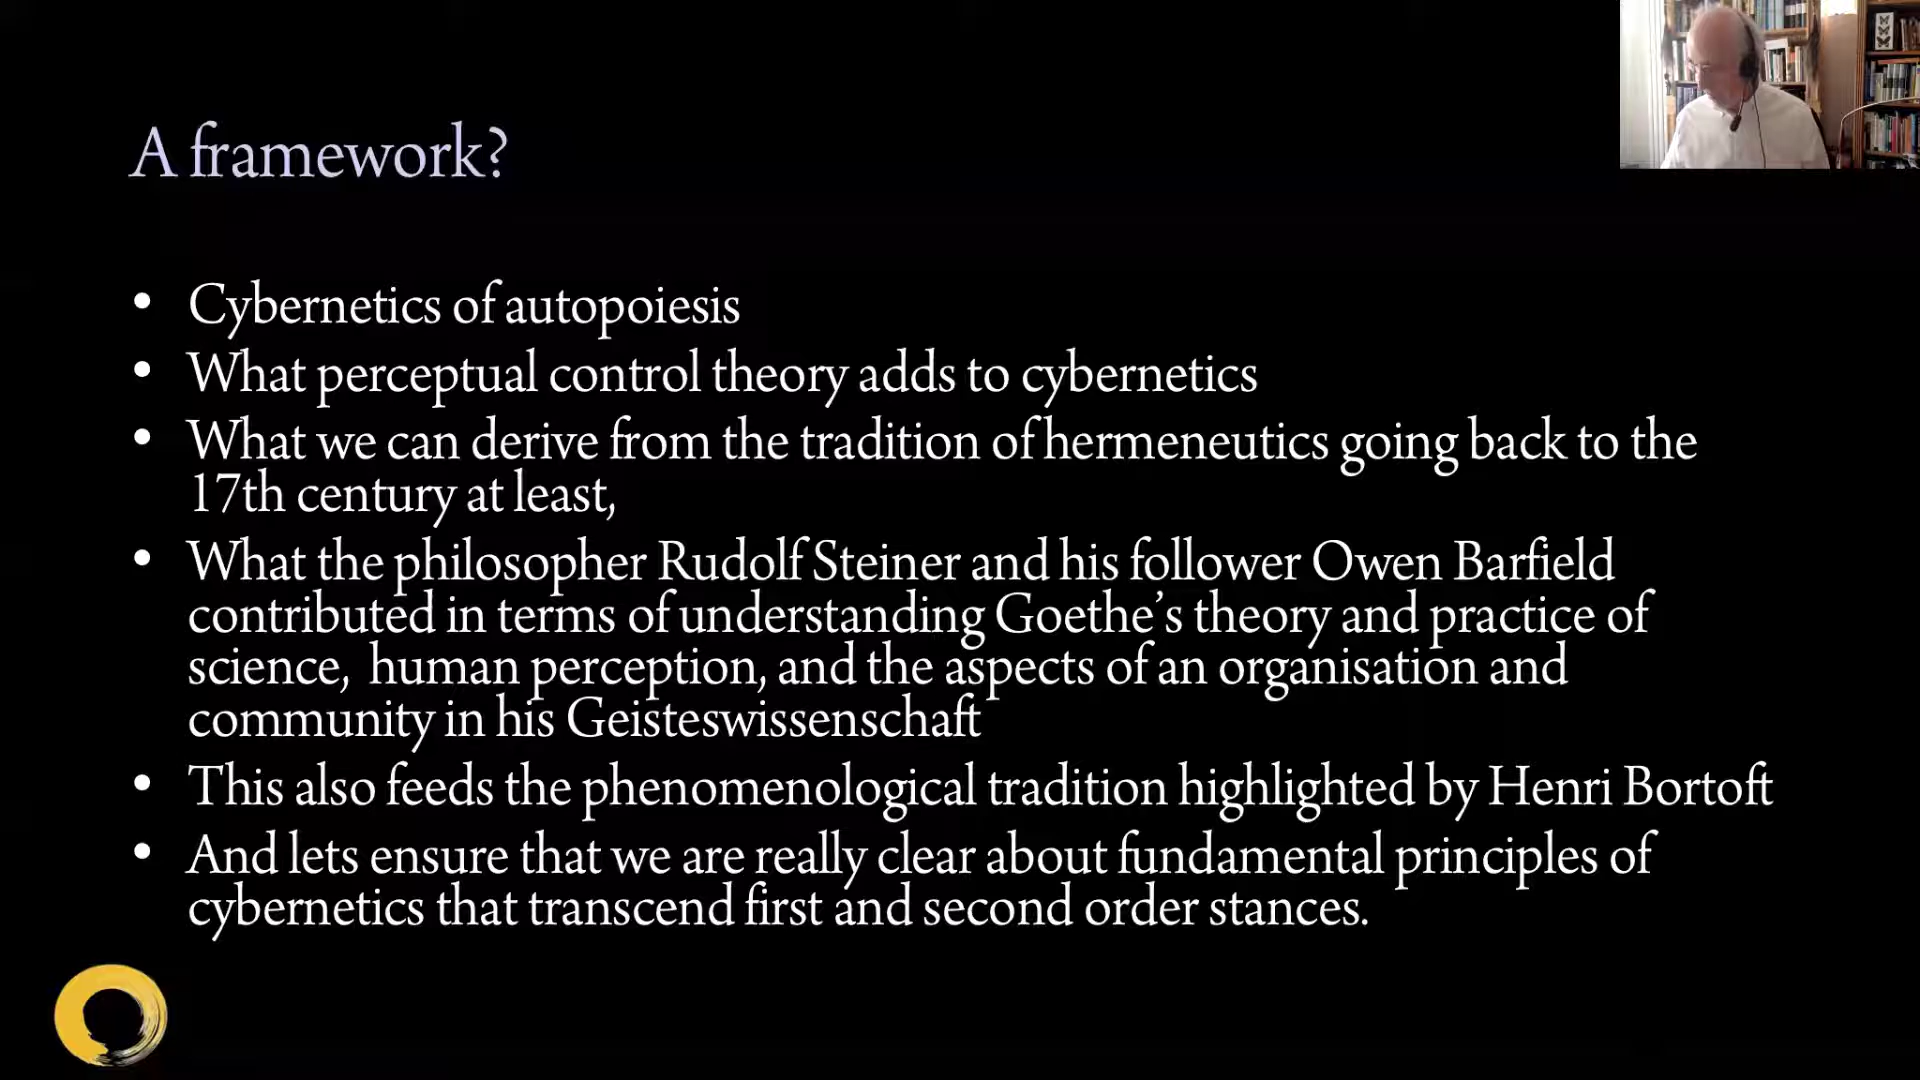 A framework?
• Cybernetics of autopoiesis
• What perceptual control theory adds to cybernetics
• What we can derive from the tradition of hermeneutics going back to the
17th century at least,
• What the philosopher Rudolf Steiner and his follower Owen Barfield
contributed in terms of understanding Goethe’s theory and practice of
science, human perception, and the aspects of an organisation and
community in his Geisteswissenschaft
• This also feeds the phenomenological tradition highlighted by Henri Bortoft
• And lets ensure that we are really clear about fundamental principles of
cybernetics that transcend first and second order stances.